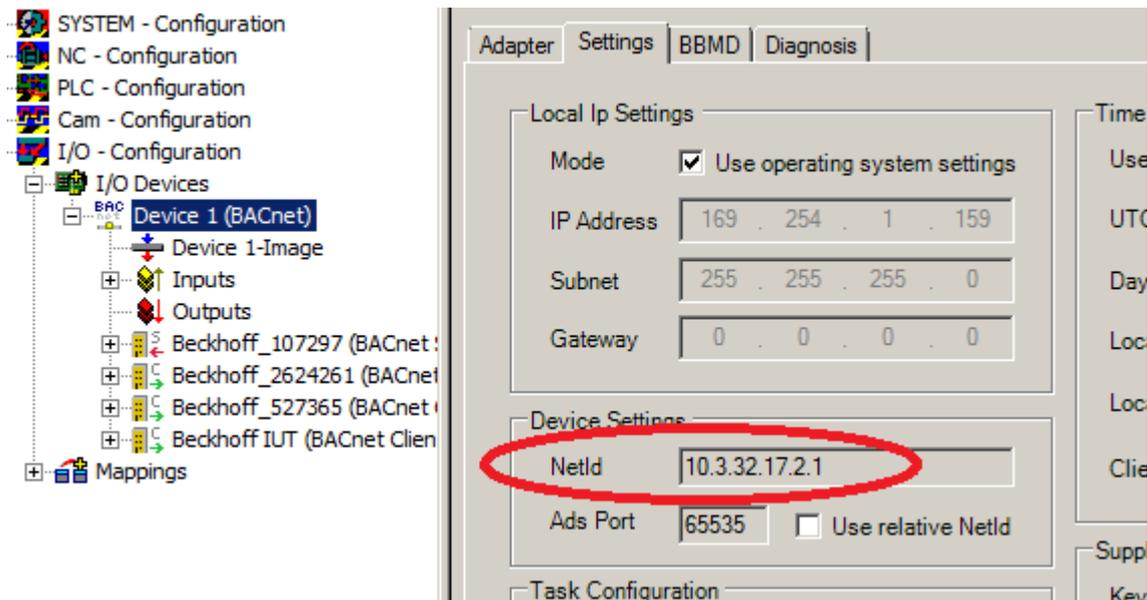 SYSTEM - Configuration
NC - Configuration
PLC - Configuration
Cam - Configuration
I/O - Configuration
I/O Devices
BAC
net
Device 1 (BACnet)
Device 1-Image
Inputs
Outputs
S
Beckhoff_107297 (BACnet
C
Beckhoff_2624261 (BACnet
C
Beckhoff_527365 (BACnet
C
Beckhoff IUT (BACnet Clien
Mappings
Adapter Settings BBMD Diagnosis
Local Ip Settings
Mode Use operating system settings
IP Address 169 . 254 . 1 . 159
Subnet 255 . 255 . 255 . 0
Gateway 0 . 0 . 0 . 0
Device Settings
NetId 10.3.32.17.2.1
Ads Port 65535 Use relative NetId
Task Configuration
Time
Use
UTC
Day
Loca
Loca
Clie
Supp
Key